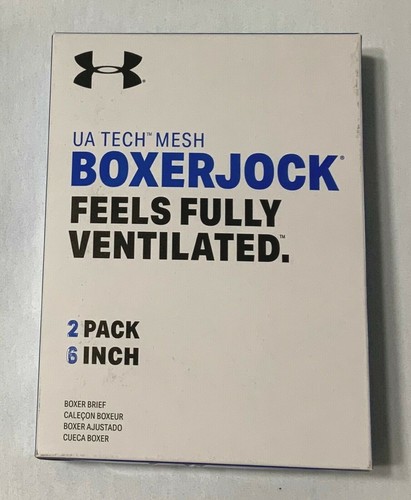 UA TECH™ MESH
BOXERJOCK®
FEELS FULLY
VENTILATED.™
2 PACK
6 INCH
BOXER BRIEF
CALEÇON BOXEUR
BOXER AJUSTADO
CUECA BOXER